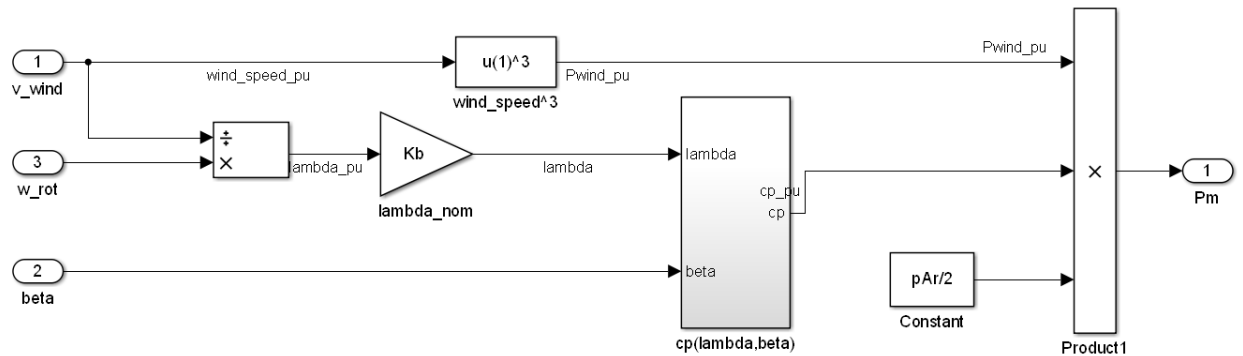 1
v_wind
wind_speed_pu
u(1)^3
wind_speed^3
Pwind_pu
Pwind_pu
÷
×
3
w_rot
lambda_pu
Kb
lambda_nom
lambda
lambda
cp_pu
cp
beta
cp(lambda,beta)
2
beta
pAr/2
Constant
×
Product1
1
Pm